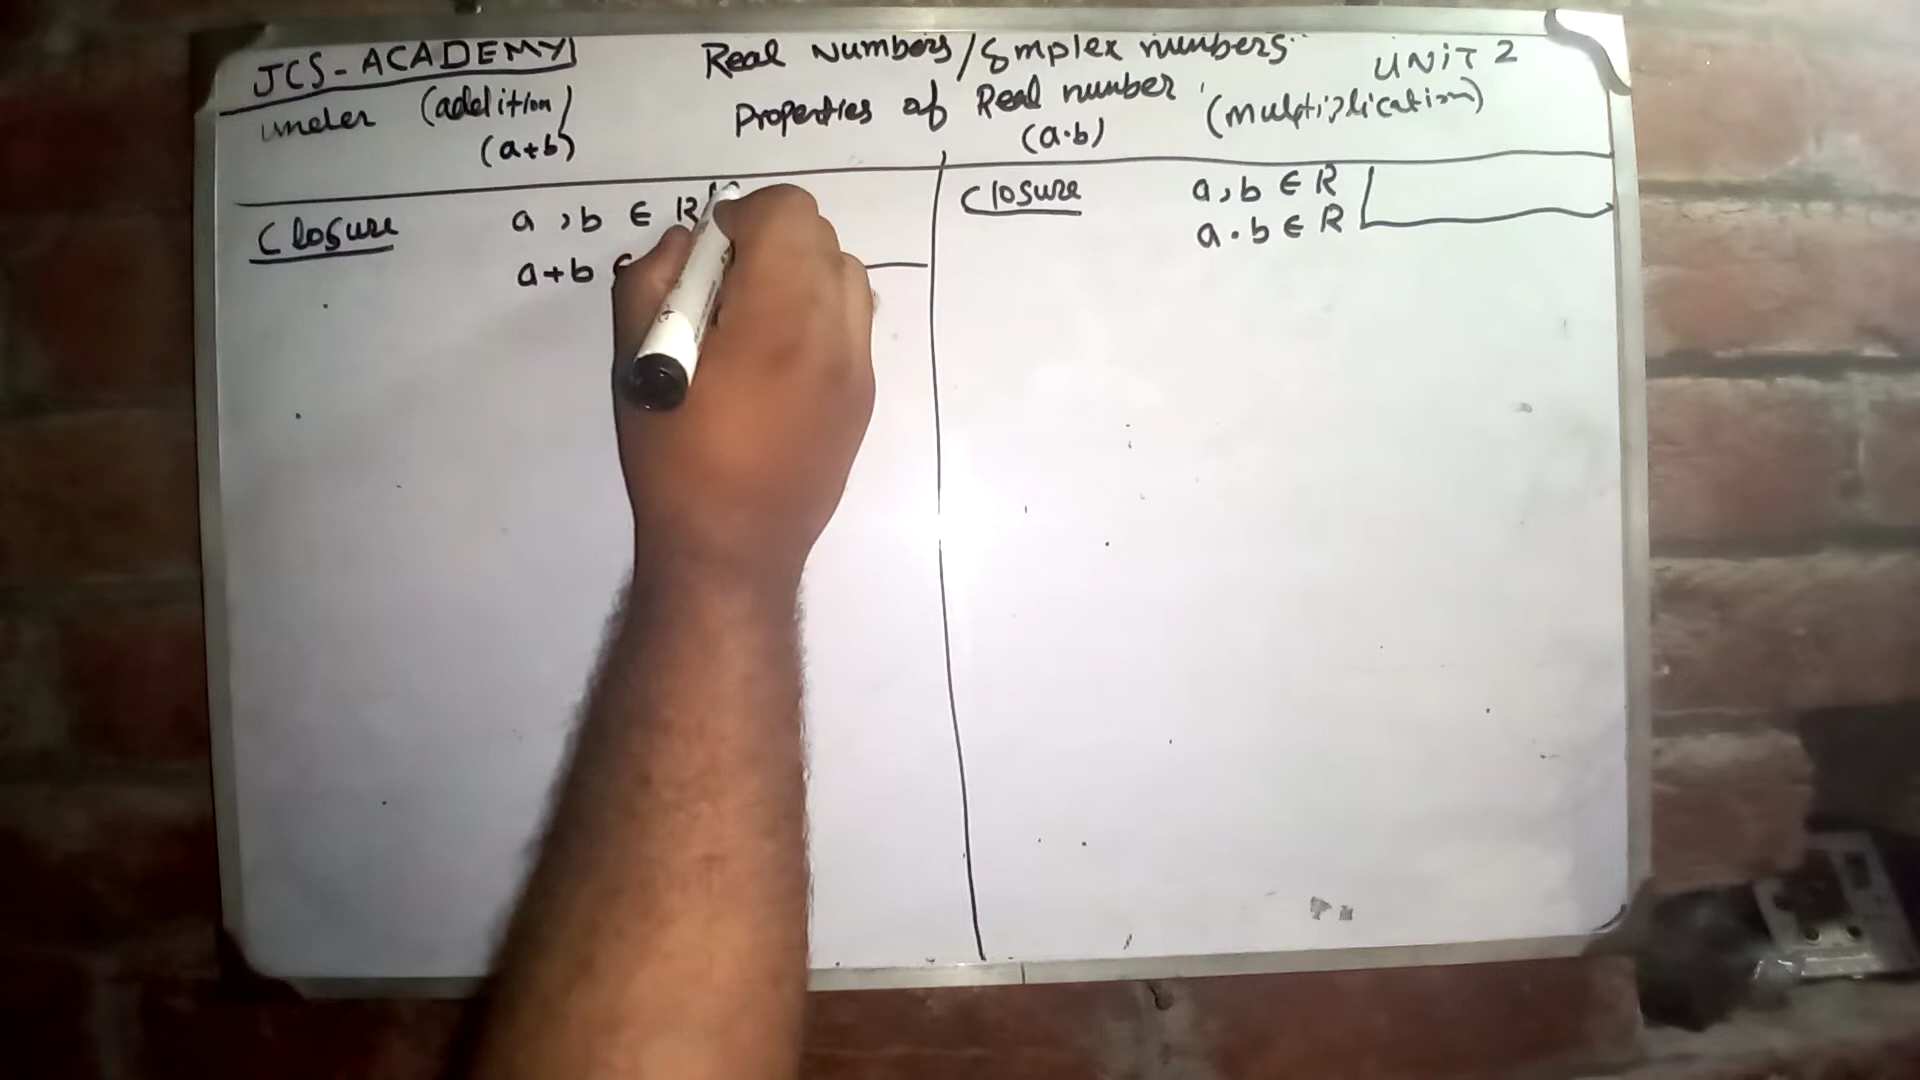 JCS-ACADEMY
Real Numbers/Complex numbers
UNIT 2
under (addition)
Properties of Real number
(multiplication)
(a+b)
(a·b)
Closure a , b ∈ R
a+b
Closure a, b ∈ R
a · b ∈ R